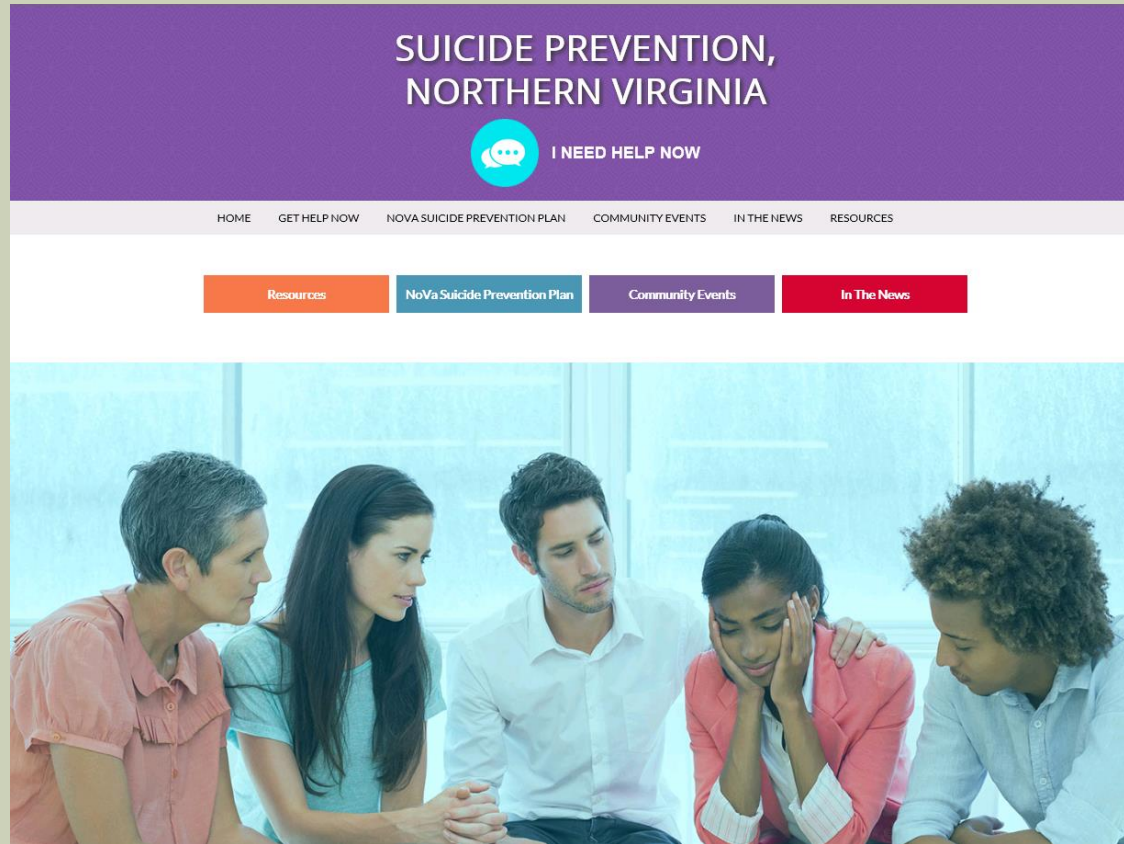 SUICIDE PREVENTION,
NORTHERN VIRGINIA
I NEED HELP NOW
HOME GET HELP NOW NOVA SUICIDE PREVENTION PLAN COMMUNITY EVENTS IN THE NEWS RESOURCES
Resources NoVa Suicide Prevention Plan Community Events In The News